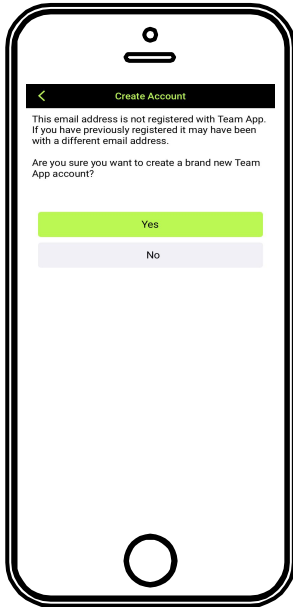 Create Account
This email address is not registered with Team App.
If you have previously registered it may have been
with a different email address.
Are you sure you want to create a brand new Team
App account?
Yes
No